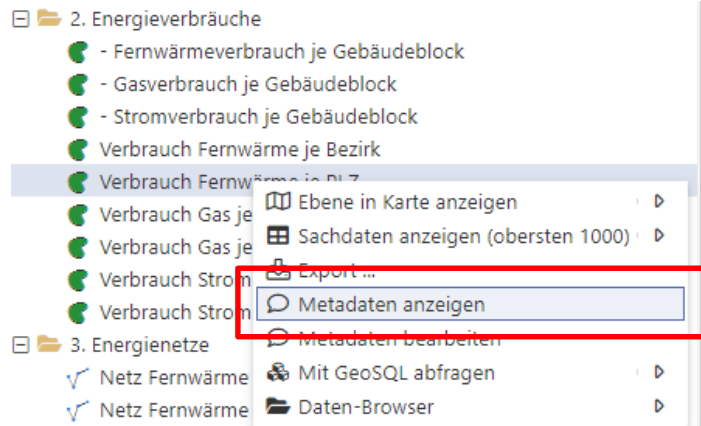 2. Energieverbräuche
- Fernwärmeverbrauch je Gebäudeblock
- Gasverbrauch je Gebäudeblock
- Stromverbrauch je Gebäudeblock
Verbrauch Fernwärme je Bezirk
Verbrauch Fernwärme je PLZ
Verbrauch Gas je
Verbrauch Gas je
Verbrauch Strom
Verbrauch Strom
3. Energienetze
Netz Fernwärme
Netz Fernwärme
Ebene in Karte anzeigen
Sachdaten anzeigen (obersten 1000)
Export ...
Metadaten anzeigen
Metadaten bearbeiten
Mit GeoSQL abfragen
Daten-Browser